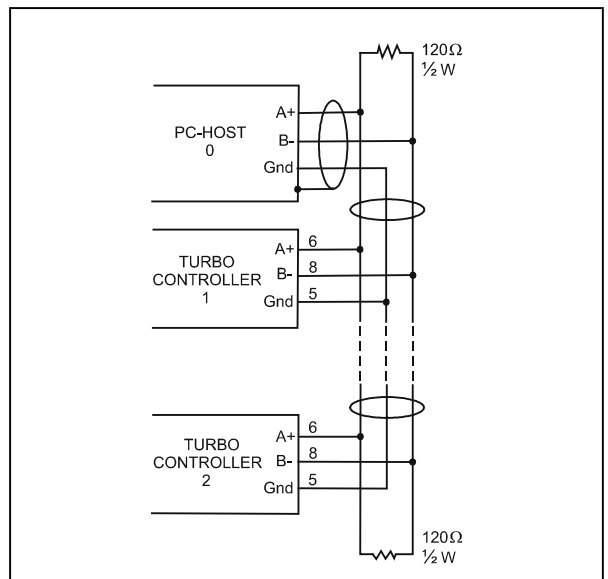 120Ω
½ W
PC-HOST
0
A+
B-
Gnd
TURBO
CONTROLLER
1
A+ 6
B- 8
Gnd 5
TURBO
CONTROLLER
2
A+ 6
B- 8
Gnd 5
120Ω
½ W